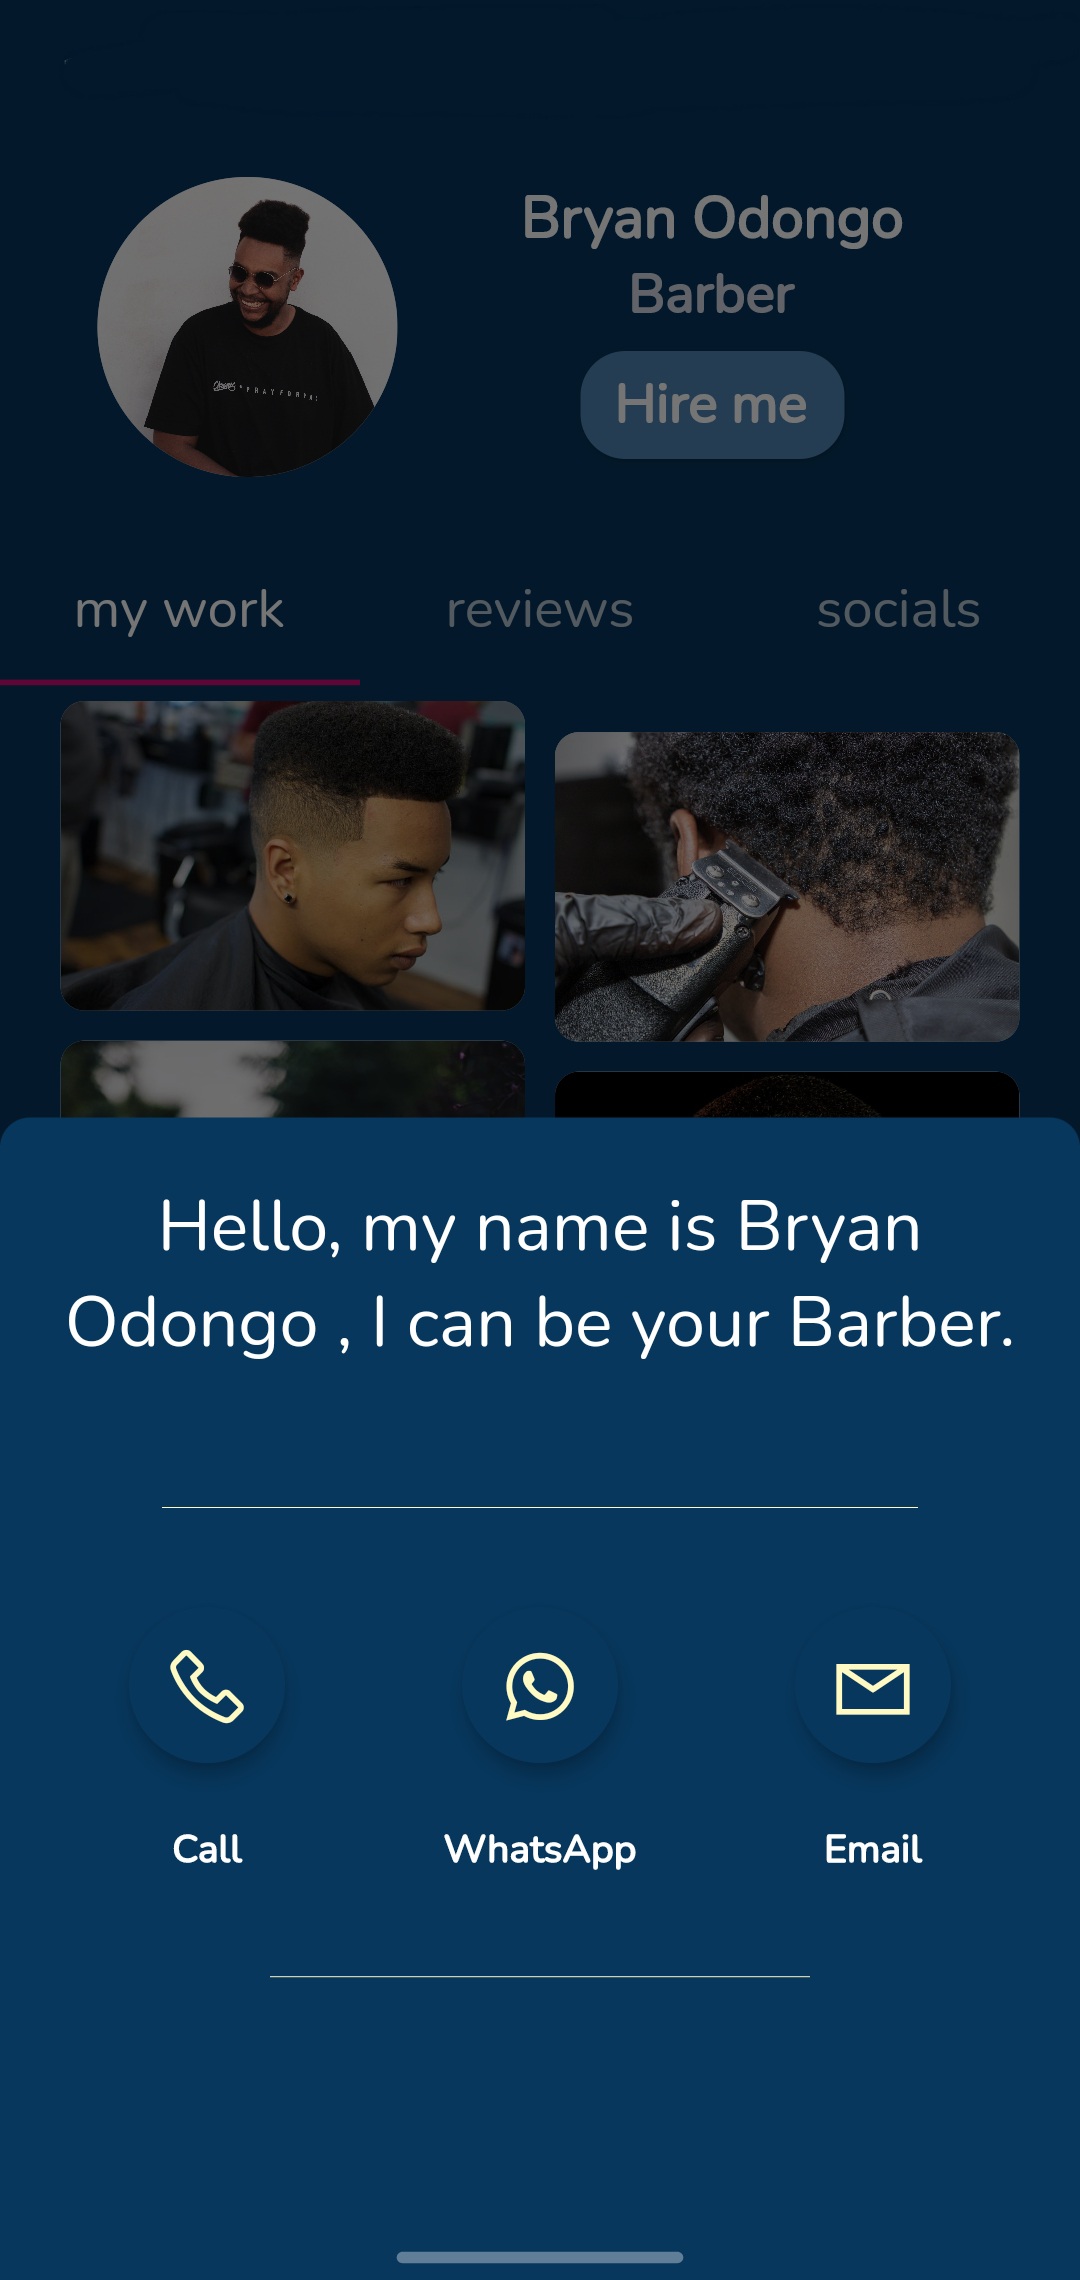 Bryan Odongo
Barber
Hire me
my work
reviews
socials
Hello, my name is Bryan
Odongo , I can be your Barber.
Call
WhatsApp
Email